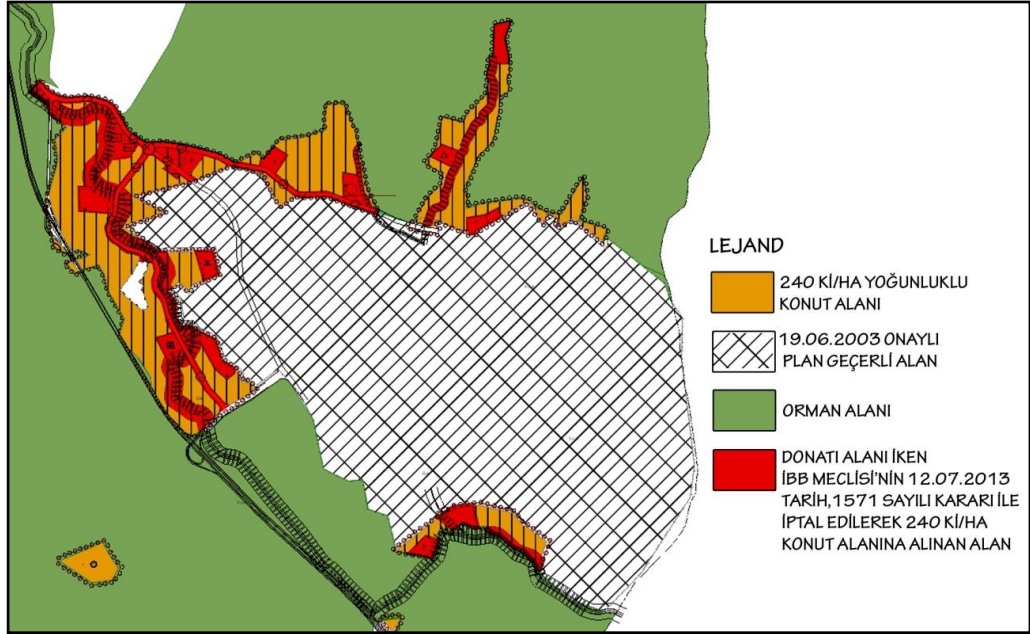 LEJAND
240 Kİ/HA YOĞUNLUKLU
KONUT ALANI
19.06.2003 ONAYLI
PLAN GEÇERLİ ALAN
ORMAN ALANI
DONATI ALANI İKEN
İBB MECLİSİ'NİN 12.07.2013
TARİH,1571 SAYILI KARARI İLE
İPTAL EDİLEREK 240 Kİ/HA
KONUT ALANINA ALINAN ALAN